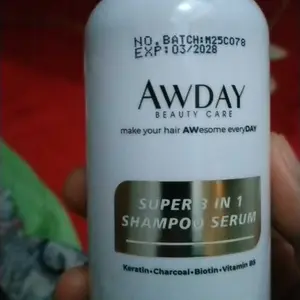 NO. BATCH:M25C078
EXP:03/2028
AWDAY
BEAUTY CARE
make your hair AWesome everyDAY
SUPER 3 IN 1
SHAMPOO SERUM
Keratin•Charcoal•Biotin•Vitamin B5